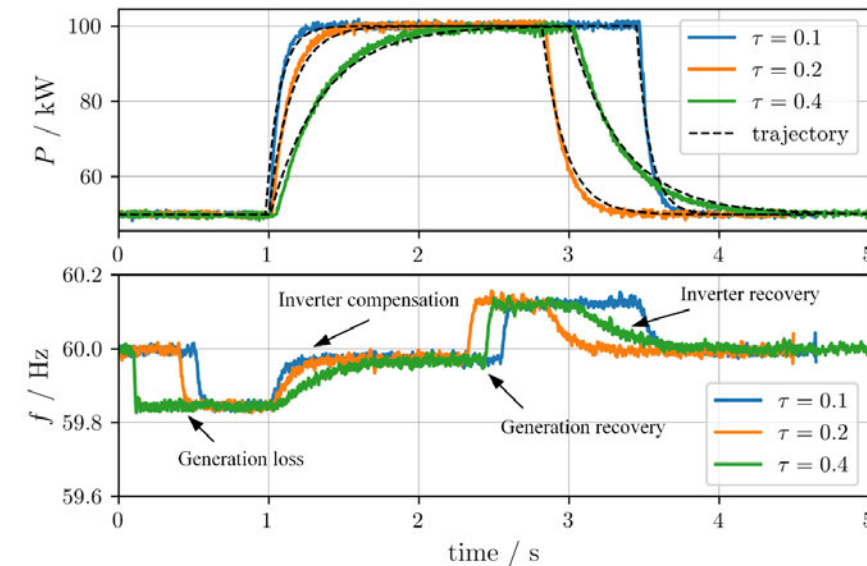 100
80
60
P / kW
τ = 0.1
τ = 0.2
τ = 0.4
trajectory
0 1 2 3 4 5
60.2
60.0
59.8
59.6
f / Hz
Inverter compensation
Inverter recovery
Generation loss
Generation recovery
τ = 0.1
τ = 0.2
τ = 0.4
0 1 2 3 4 5
time / s